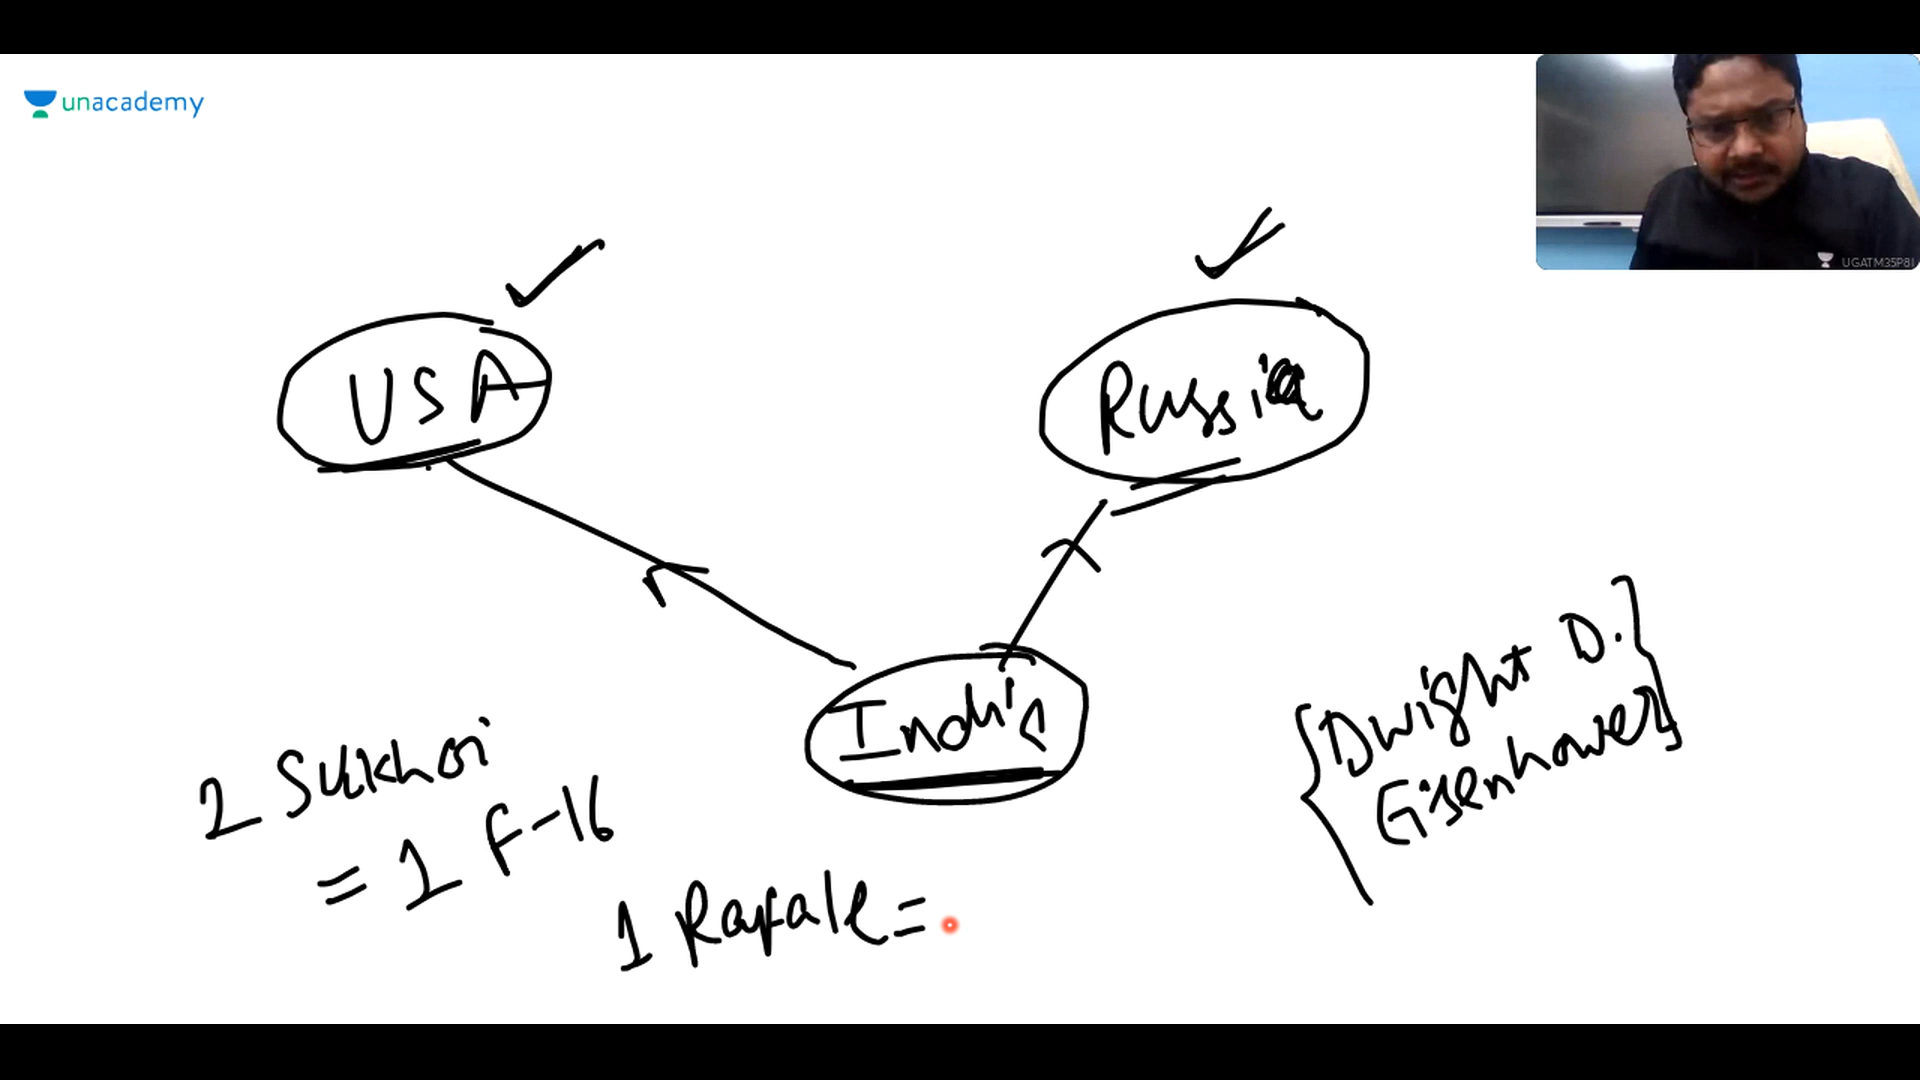 unacademy
UGATM35P8I
USA
Russia
India
{Dwight D.}
Eisenhower}
2 Sukhoi
= 1 F-16
1 Rafale =